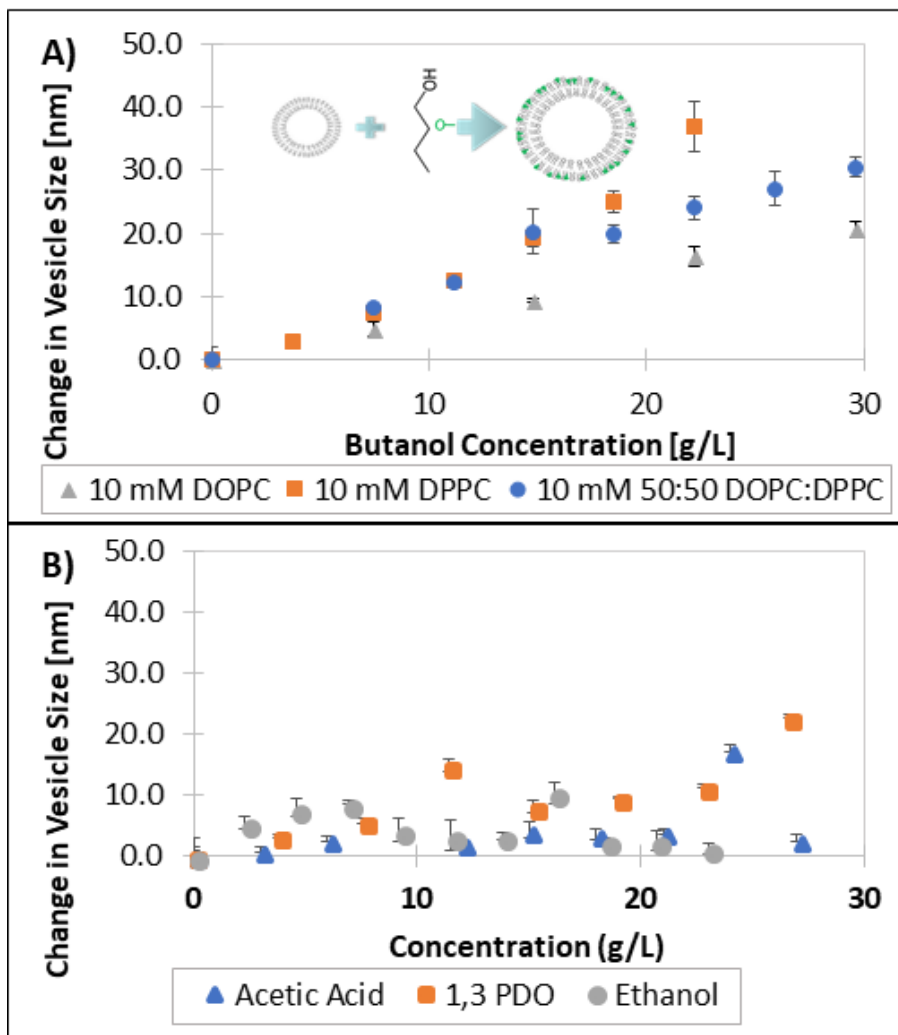 A)
Change in Vesicle Size [nm]
50.0
40.0
30.0
20.0
10.0
0.0
0 10 20 30
Butanol Concentration [g/L]
10 mM DOPC 10 mM DPPC 10 mM 50:50 DOPC:DPPC
B)
Change in Vesicle Size [nm]
50.0
40.0
30.0
20.0
10.0
0.0
0 10 20 30
Concentration (g/L)
Acetic Acid 1,3 PDO Ethanol